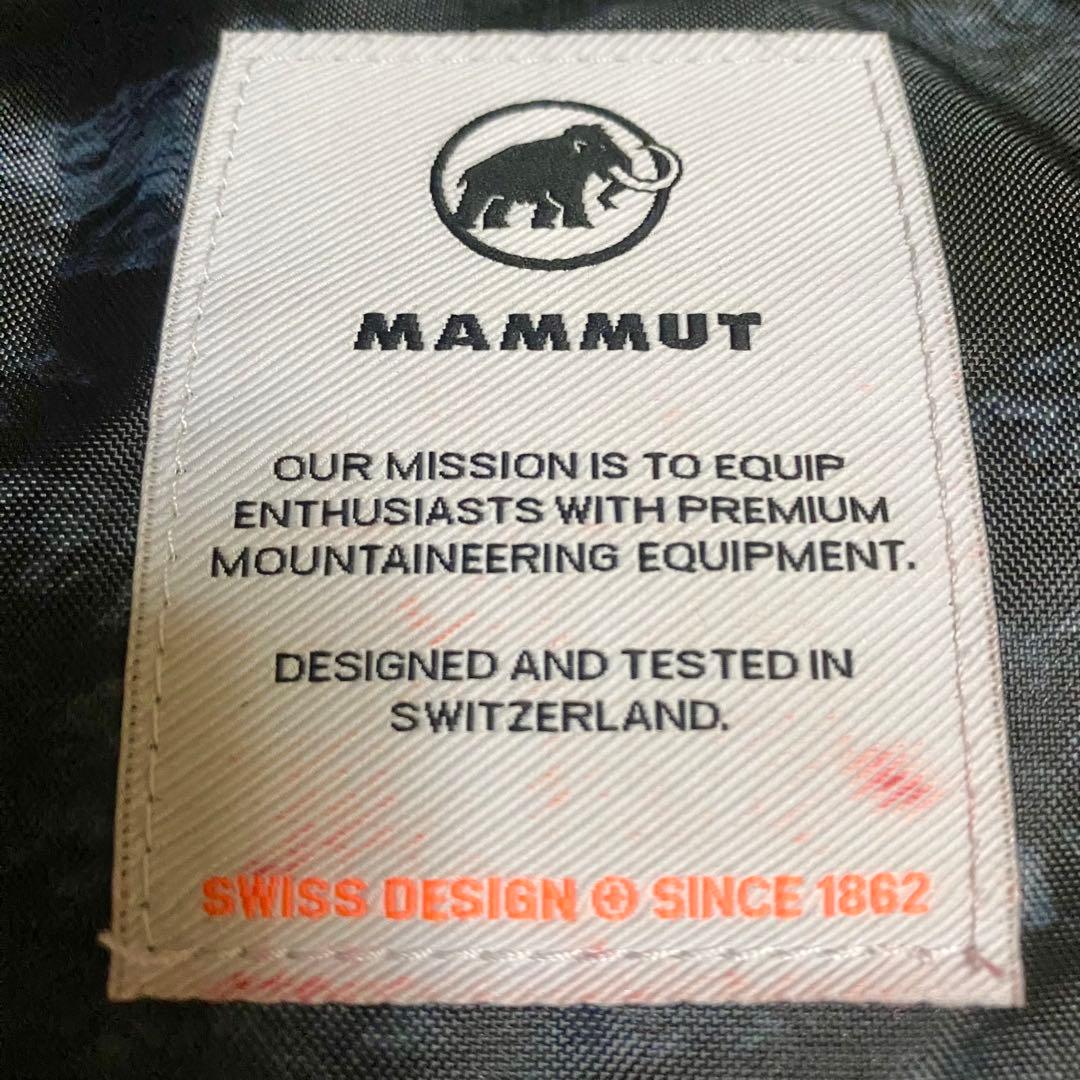 MAMMUT
OUR MISSION IS TO EQUIP
ENTHUSIASTS WITH PREMIUM
MOUNTAINEERING EQUIPMENT.
DESIGNED AND TESTED IN
SWITZERLAND.
SWISS DESIGN SINCE 1862